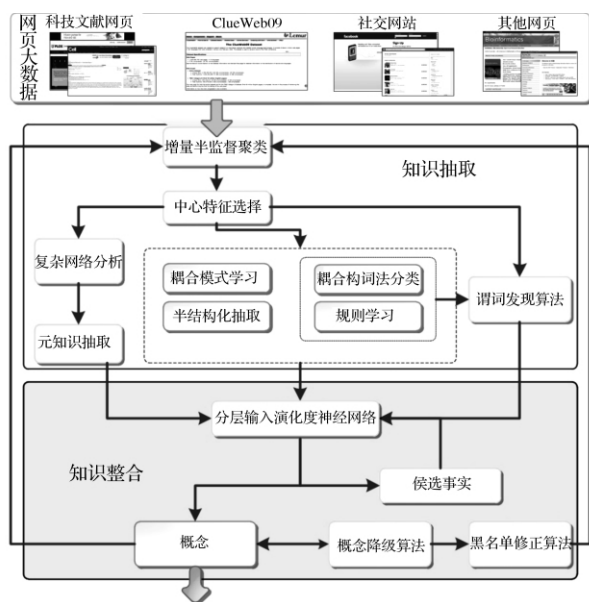 网页大数据
科技文献网页
ClueWeb09
社交网站
其他网页
增量半监督聚类
知识抽取
中心特征选择
复杂网络分析
耦合模式学习
耦合构词法分类
谓词发现算法
半结构化抽取
规则学习
元知识抽取
分层输入演化度神经网络
知识整合
侯选事实
概念
概念降级算法
黑名单修正算法